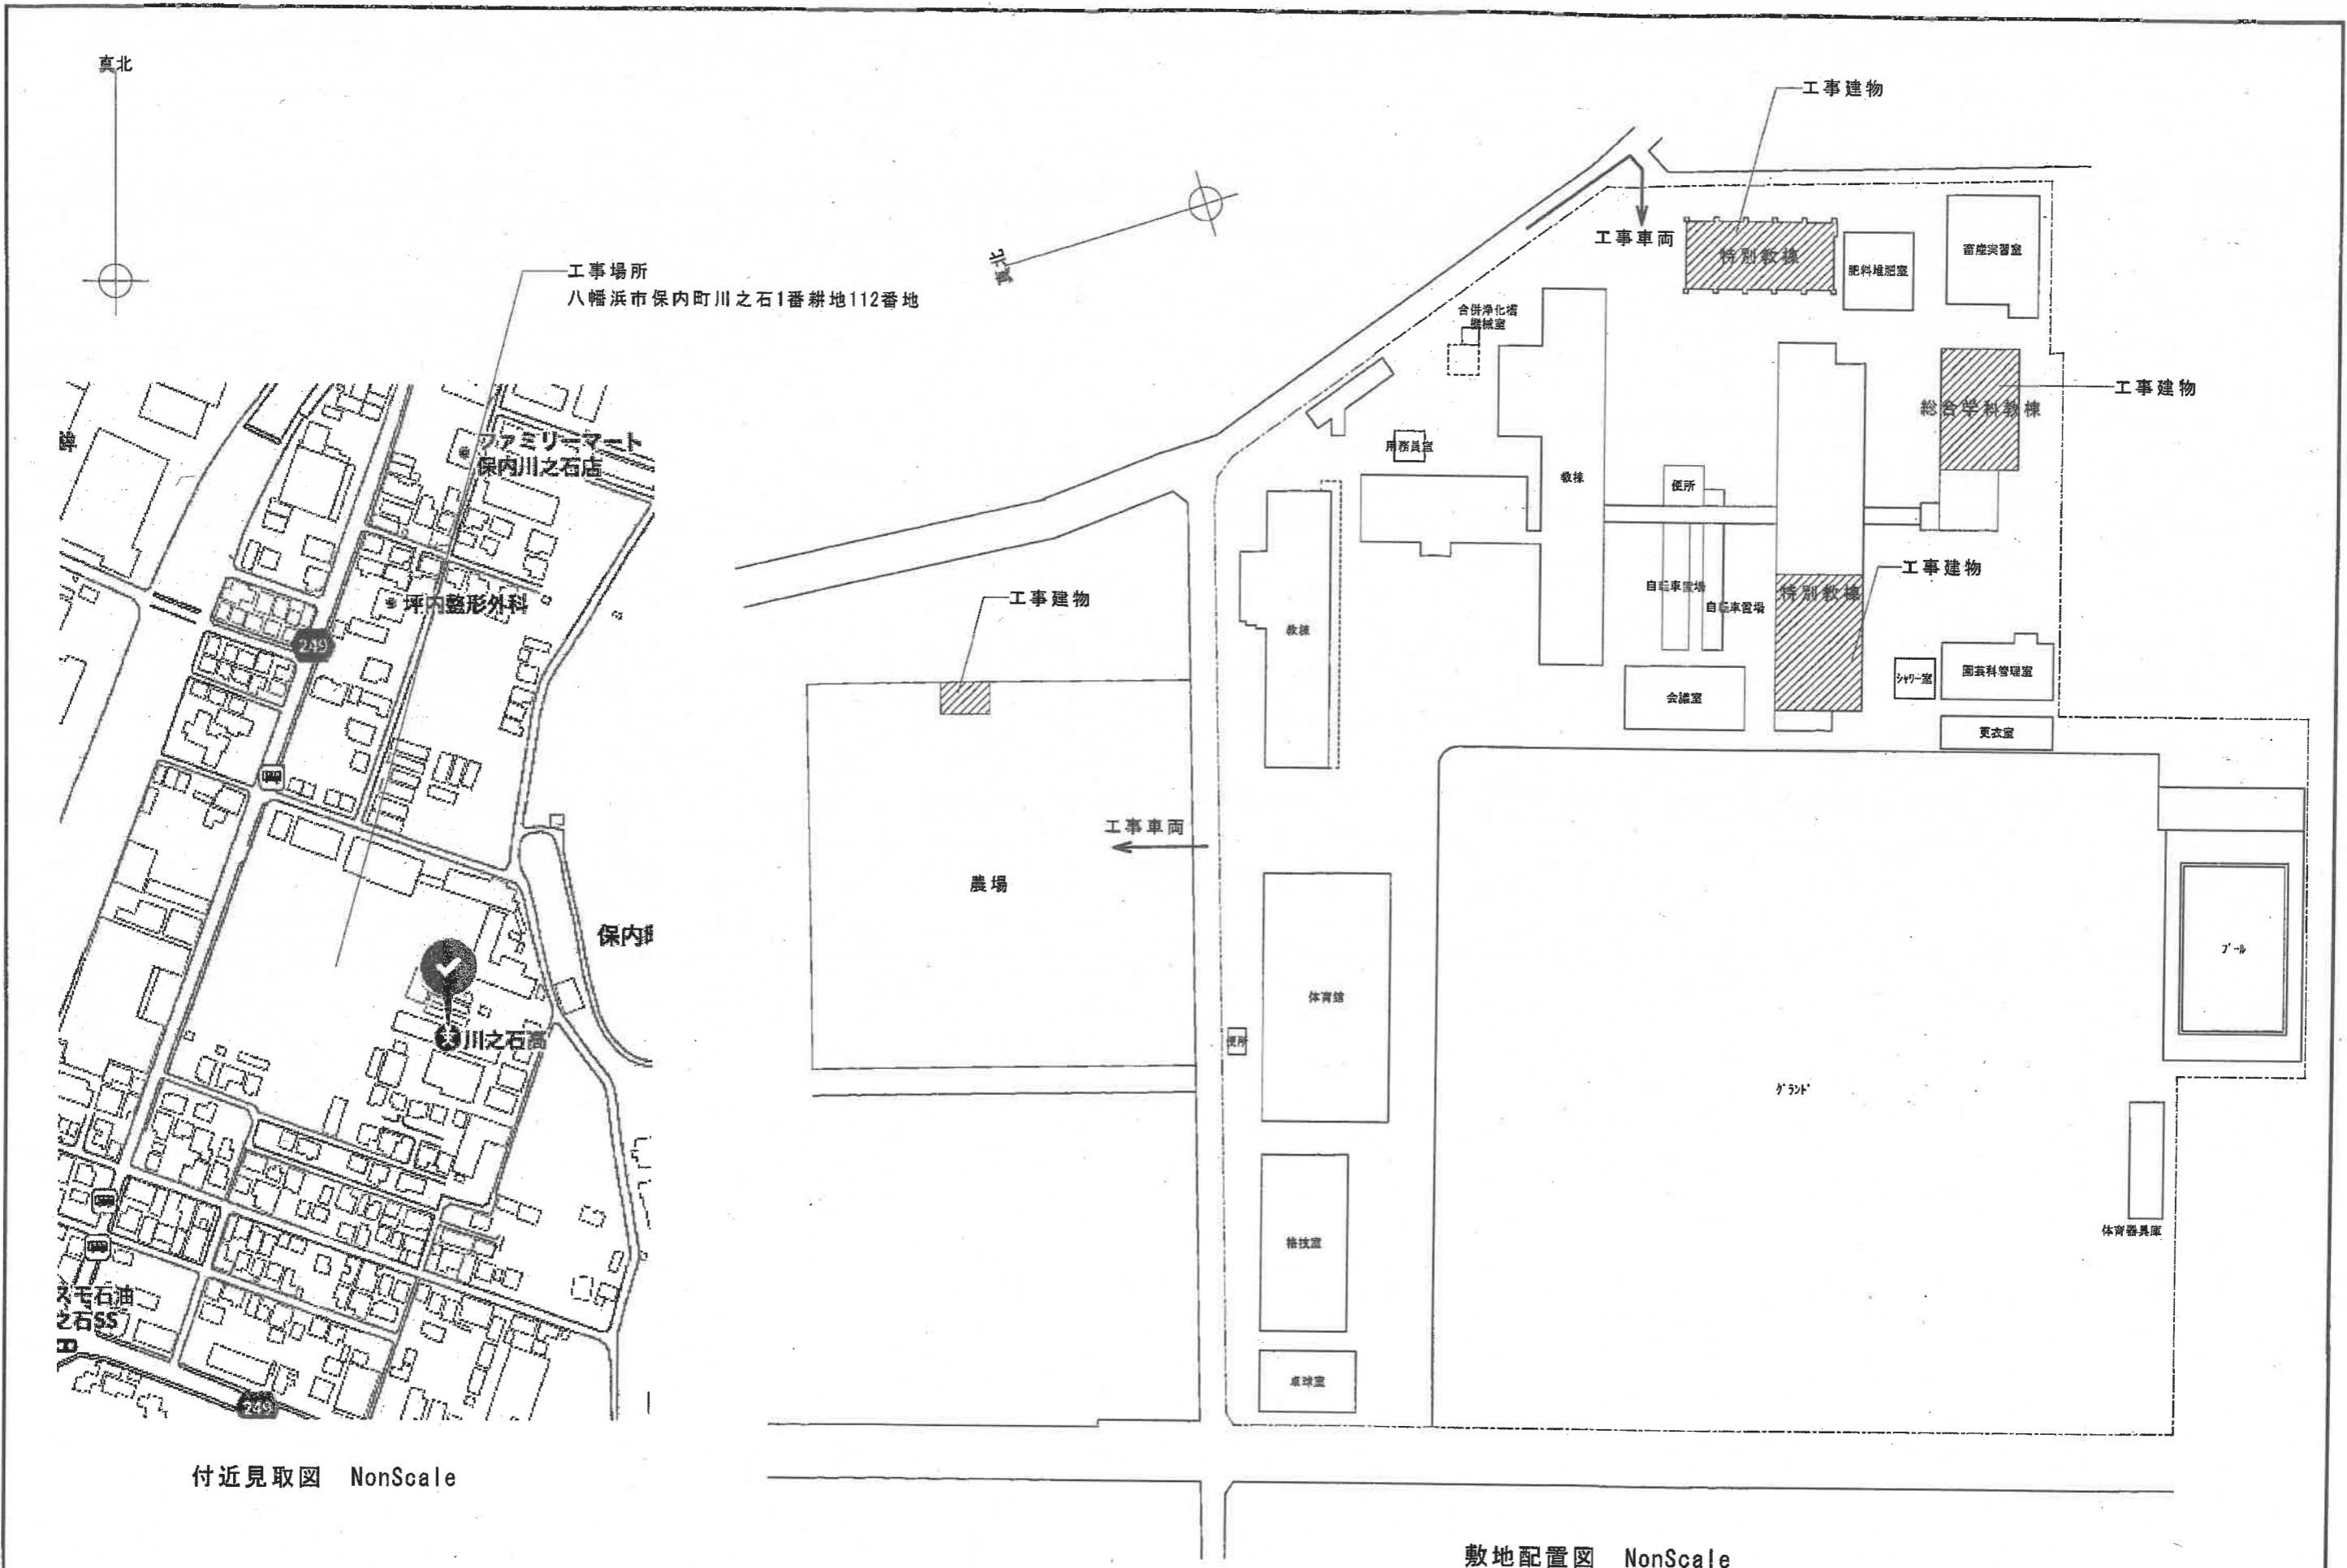 真北
工事場所
八幡浜市保内町川之石1番耕地112番地
ファミリーマート
保内川之石店
坪内整形外科
249
保内町
川之石高
スモ石油
之石SS
249
付近見取図 NonScale
真北
工事建物
工事車両
特別教棟
肥料堆肥室
畜産実習室
合併浄化槽
機械室
工事建物
総合学科教棟
用務員室
教棟
便所
工事建物
自転車置場
自転車置場
特別教棟
工事建物
教棟
会議室
シャワー室
園芸科管理室
更衣室
工事車両
農場
体育館
便所
プール
グランド
体育器具庫
格技室
卓球室
敷地配置図 NonScale